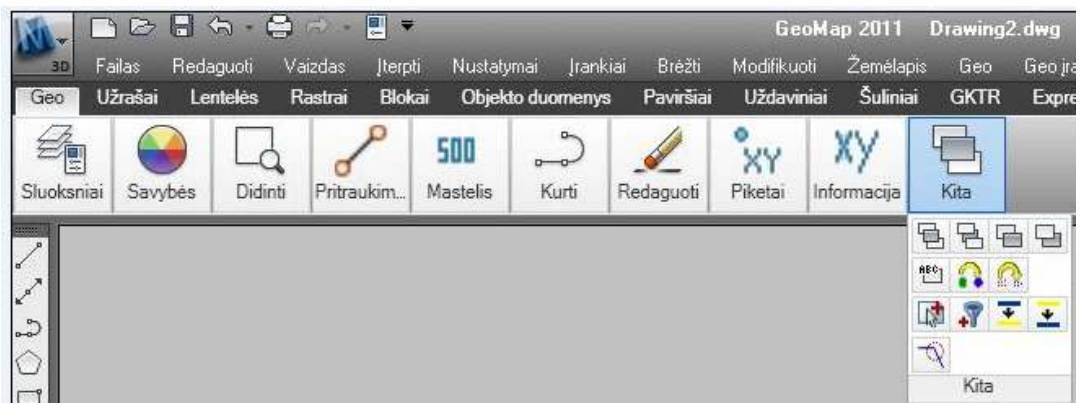 GeoMap 2011 Drawing2.dwg
3D Failas Redaguoti Vaizdas Įterpti Nustatymai Įrankiai Brėžti Modifikuoti Žemėlapis Geo Geo įra
Geo Užrašai Lentelės Rastrai Blokai Objekto duomenys Paviršiai Uždaviniai Šuliniai GKTR Expre
500 XY XY
Sluoksniai Savybės Didinti Pritraukim... Mastelis Kurti Redaguoti Piketai Informacija Kita
ABC
Kita